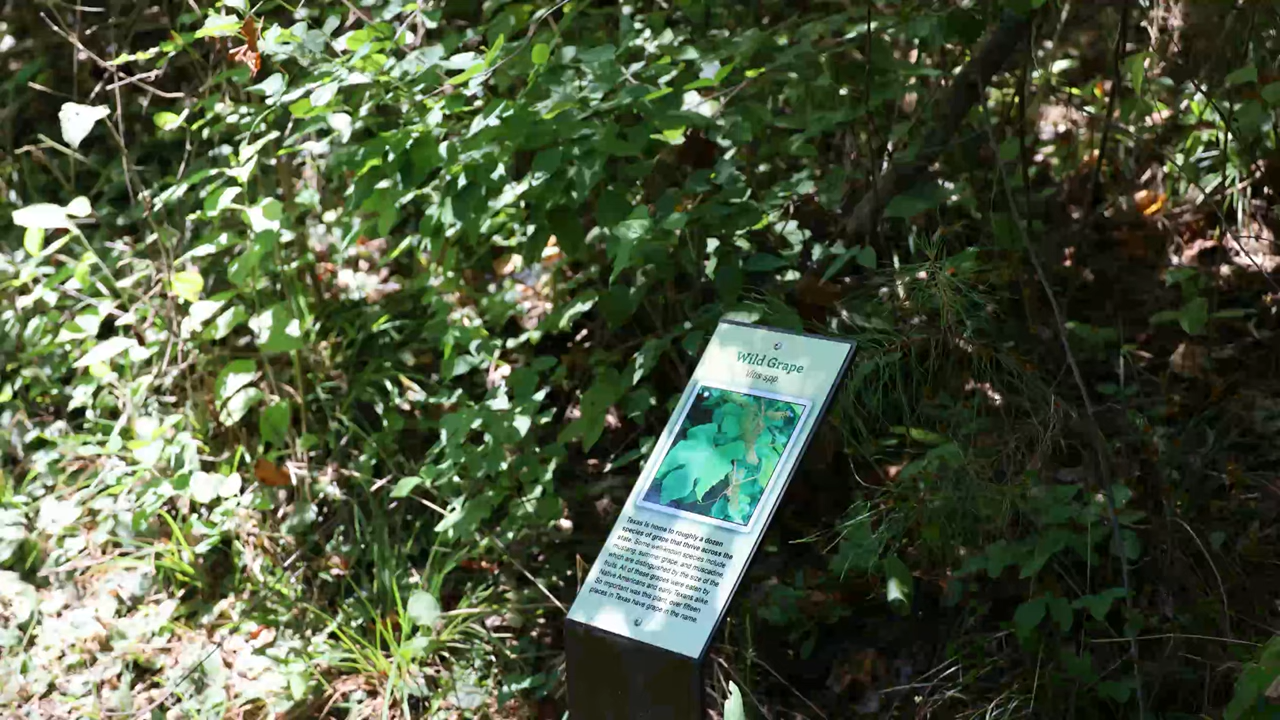 Wild Grape
Vitis spp.
Texas is home to roughly a dozen
species of grape that thrive across the
state. Some well-known species include
mustang, summer grape, and muscadine,
which are distinguished by the size of the
fruits. All of these grapes were eaten by
Native Americans and early Texans alike.
So important was this plant, over fifteen
places in Texas have grape in the name.